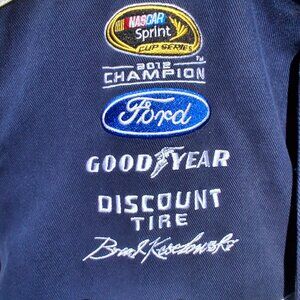 NASCAR
Sprint
CUP SERIES
2012
CHAMPION
Ford
GOODYEAR
DISCOUNT
TIRE
Brad Keselowski